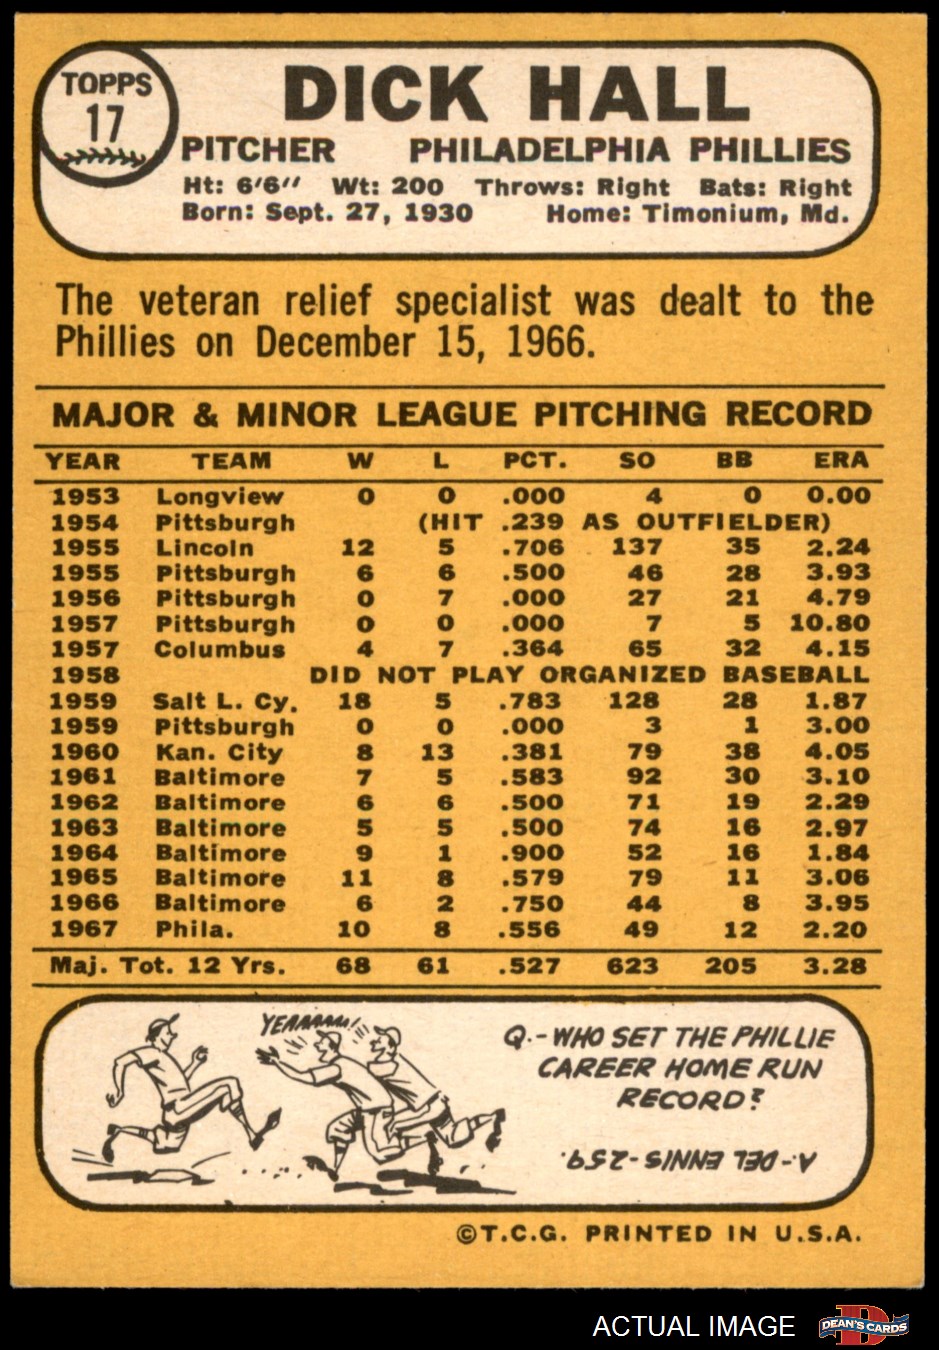 TOPPS
17
DICK HALL
PITCHER PHILADELPHIA PHILLIES
Ht: 6'6" Wt: 200 Throws: Right Bats: Right
Born: Sept. 27, 1930 Home: Timonium, Md.
The veteran relief specialist was dealt to the
Phillies on December 15, 1966.
MAJOR & MINOR LEAGUE PITCHING RECORD
YEAR TEAM W L PCT. SO BB ERA
1953 Longview 0 0 .000 4 0 0.00
1954 Pittsburgh (HIT .239 AS OUTFIELDER)
1955 Lincoln 12 5 .706 137 35 2.24
1955 Pittsburgh 6 6 .500 46 28 3.93
1956 Pittsburgh 0 7 .000 27 21 4.79
1957 Pittsburgh 0 0 .000 7 5 10.80
1957 Columbus 4 7 .364 65 32 4.15
1958 DID NOT PLAY ORGANIZED BASEBALL
1959 Salt L. Cy. 18 5 .783 128 28 1.87
1959 Pittsburgh 0 0 .000 3 1 3.00
1960 Kan. City 8 13 .381 79 38 4.05
1961 Baltimore 7 5 .583 92 30 3.10
1962 Baltimore 6 6 .500 71 19 2.29
1963 Baltimore 5 5 .500 74 16 2.97
1964 Baltimore 9 1 .900 52 16 1.84
1965 Baltimore 11 8 .579 79 11 3.06
1966 Baltimore 6 2 .750 44 8 3.95
1967 Phila. 10 8 .556 49 12 2.20
Maj. Tot. 12 Yrs. 68 61 .527 623 205 3.28
YEAAAAAA!
Q.-WHO SET THE PHILLIE
CAREER HOME RUN
RECORD?
A.-DEL ENNIS-259.
©T.C.G. PRINTED IN U.S.A.
ACTUAL IMAGE
DEAN'S CARDS